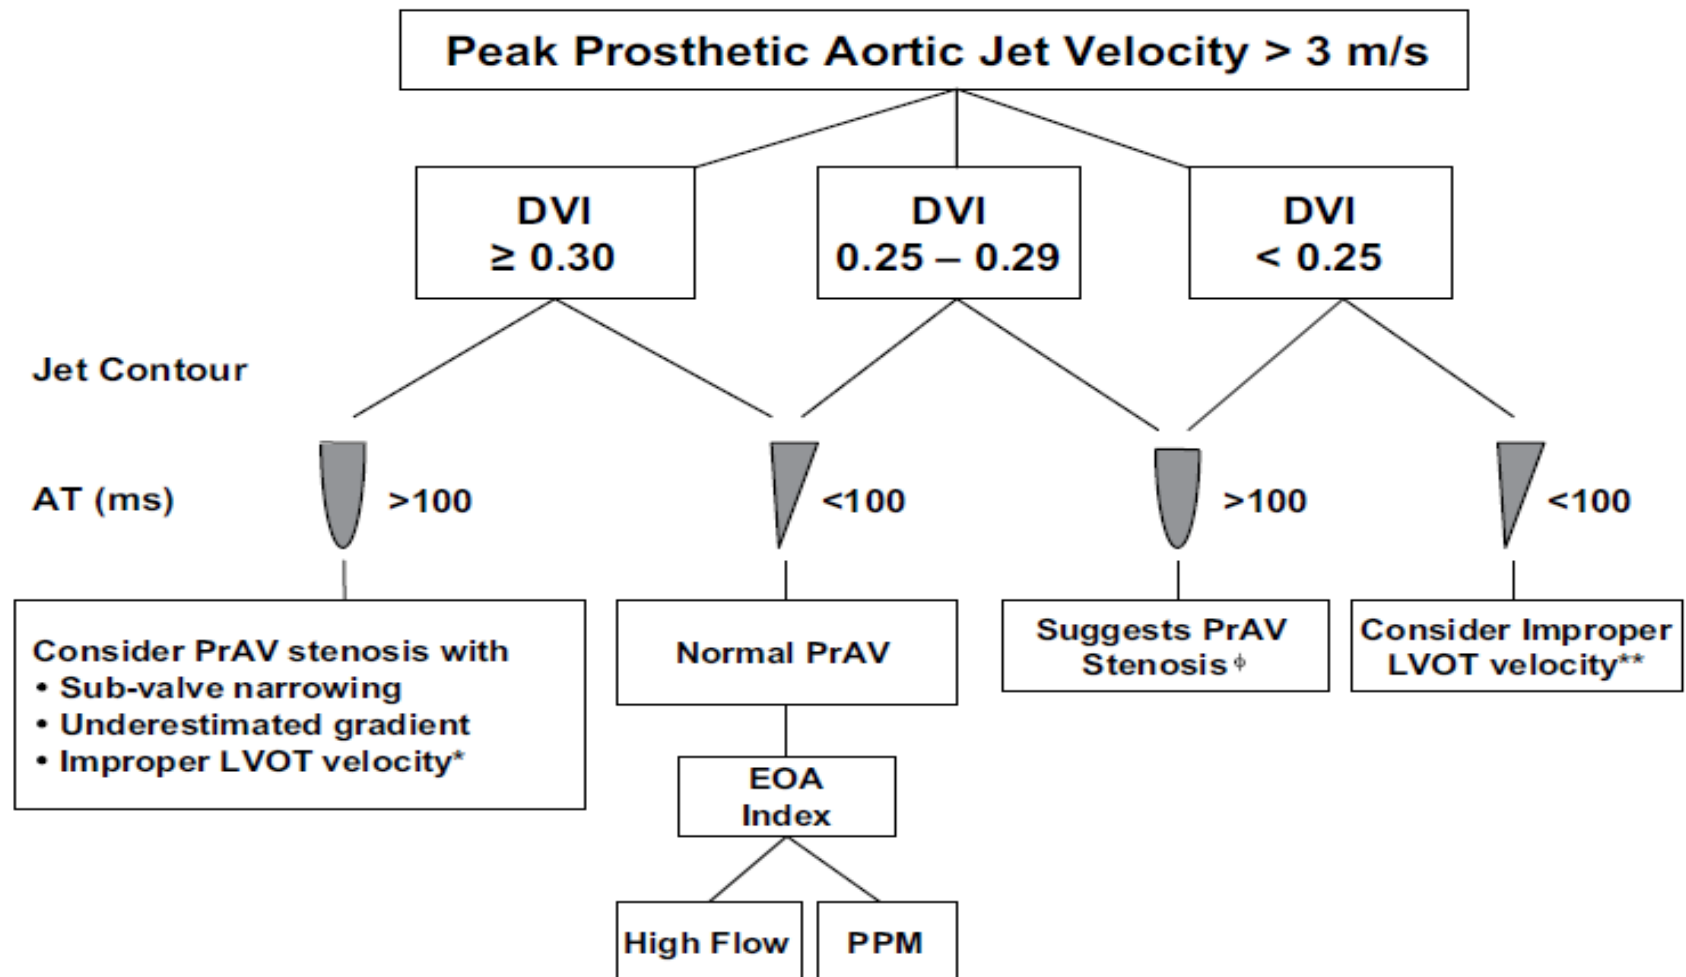 Peak Prosthetic Aortic Jet Velocity > 3 m/s
DVI
≥ 0.30
DVI
0.25 – 0.29
DVI
< 0.25
Jet Contour
AT (ms)
>100
<100
>100
<100
Consider PrAV stenosis with
• Sub-valve narrowing
• Underestimated gradient
• Improper LVOT velocity*
Normal PrAV
Suggests PrAV
Stenosis ϕ
Consider Improper
LVOT velocity**
EOA
Index
High Flow
PPM